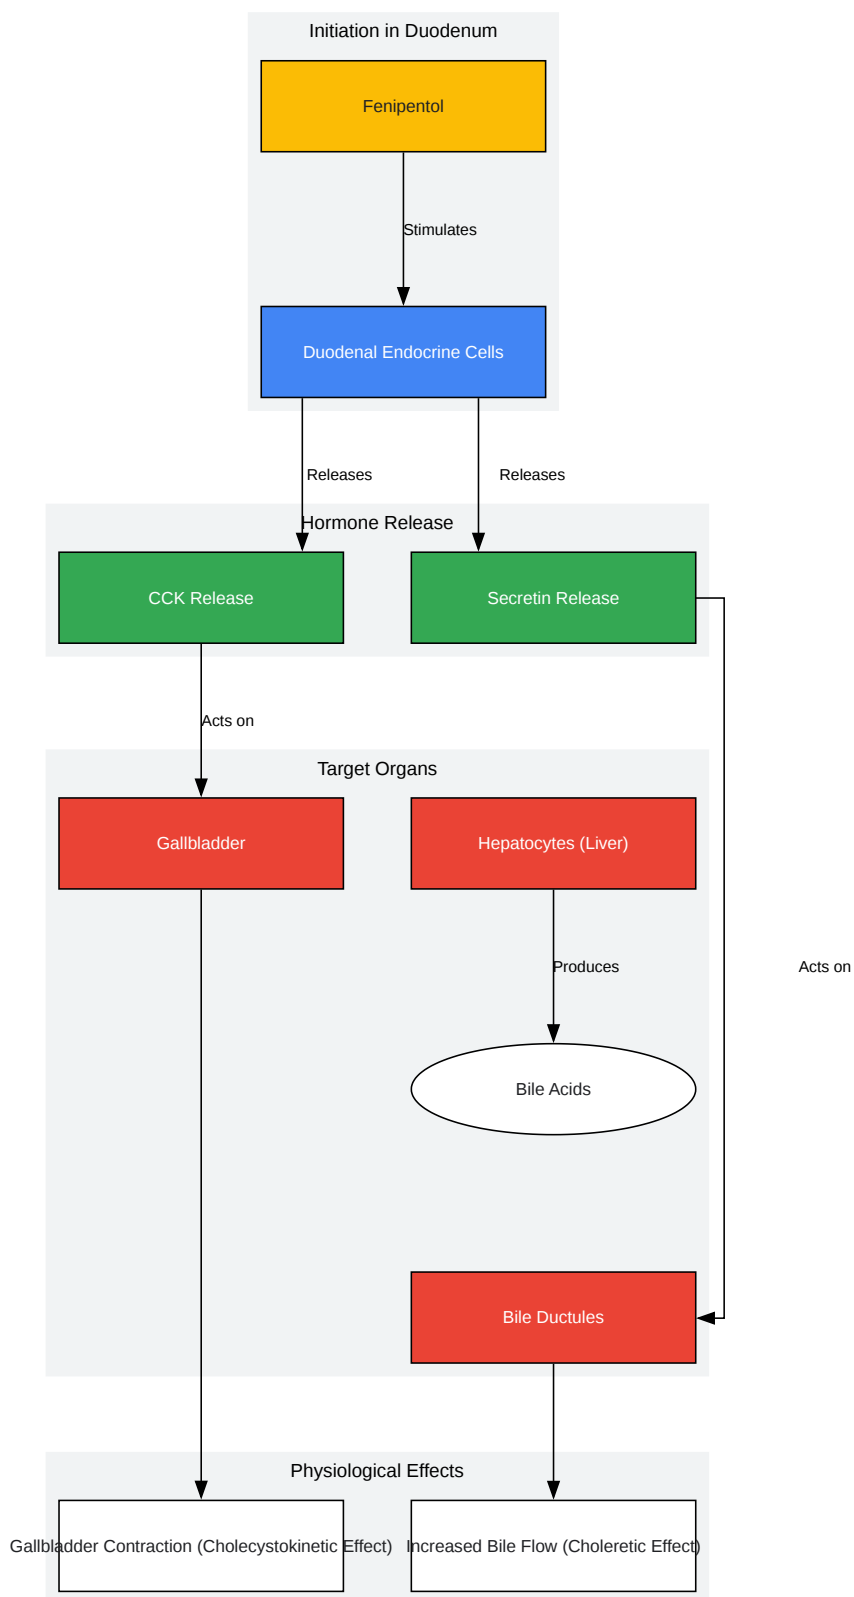 Initiation in Duodenum
Fenipentol
Stimulates
Duodenal Endocrine Cells
Releases
Releases
Hormone Release
CCK Release
Secretin Release
Acts on
Target Organs
Gallbladder
Hepatocytes (Liver)
Produces
Acts on
Bile Acids
Bile Ductules
Physiological Effects
Gallbladder Contraction (Cholecystokinetic Effect)
Increased Bile Flow (Choleretic Effect)